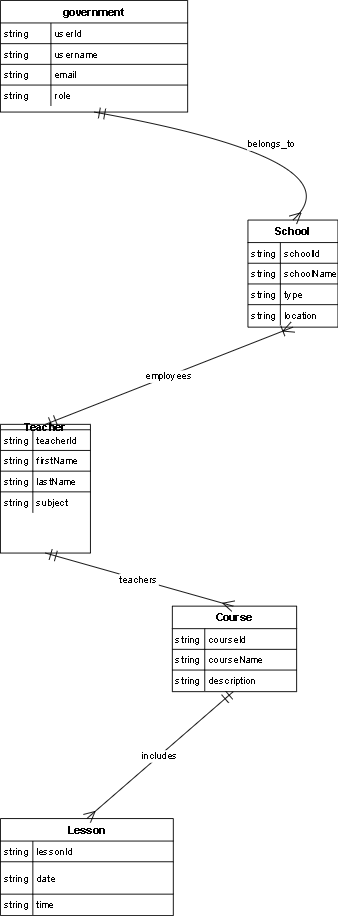 government
string userId
string username
string email
string role
belongs_to
School
string schoolId
string schoolName
string type
string location
employees
Teacher
string teacherId
string firstName
string lastName
string subject
teachers
Course
string courseId
string courseName
string description
includes
Lesson
string lessonId
string date
string time